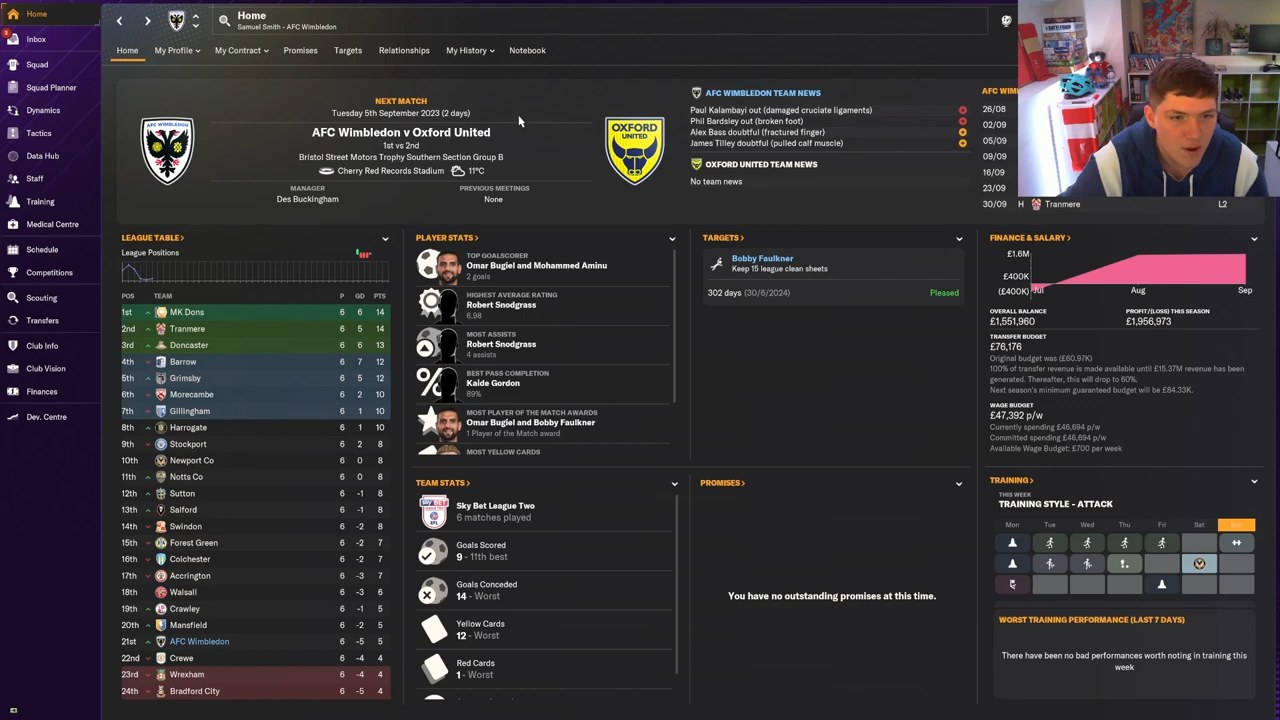 Home
Home
Samuel Smith - AFC Wimbledon
3
Inbox
Squad
Squad Planner
Dynamics
Tactics
Data Hub
Staff
Training
Medical Centre
Schedule
Competitions
Scouting
Transfers
Club Info
Club Vision
Finances
Dev. Centre
Home
My Profile
My Contract
Promises
Targets
Relationships
My History
Notebook
NEXT MATCH
Tuesday 5th September 2023 (2 days)
AFC Wimbledon v Oxford United
1st vs 2nd
Bristol Street Motors Trophy Southern Section Group B
Cherry Red Records Stadium 11°C
MANAGER
Des Buckingham
PREVIOUS MEETINGS
None
AFC WIMBLEDON
OXFORD UNITED
AFC WIMBLEDON TEAM NEWS
Paul Kalambayi out (damaged cruciate ligaments)
Phil Bardsley out (broken foot)
Alex Bass doubtful (fractured finger)
James Tilley doubtful (pulled calf muscle)
OXFORD UNITED TEAM NEWS
No team news
AFC WIM
26/08
02/09
05/09
09/09
16/09
23/09
30/09 H Tranmere L2
LEAGUE TABLE >
League Positions
POS TEAM P GD PTS
1st MK Dons 6 6 14
2nd Tranmere 6 5 14
3rd Doncaster 6 6 13
4th Barrow 6 7 12
5th Grimsby 6 5 12
6th Morecambe 6 2 10
7th Gillingham 6 1 10
8th Harrogate 6 1 10
9th Stockport 6 2 8
10th Newport Co 6 0 8
11th Notts Co 6 0 8
12th Sutton 6 -1 8
13th Salford 6 -1 8
14th Swindon 6 -2 8
15th Forest Green 6 -2 7
16th Colchester 6 -2 7
17th Accrington 6 -3 7
18th Walsall 6 -3 6
19th Crawley 6 -1 5
20th Mansfield 6 -2 5
21st AFC Wimbledon 6 -5 5
22nd Crewe 6 -4 4
23rd Wrexham 6 -4 4
24th Bradford City 6 -5 4
PLAYER STATS >
TOP GOALSCORER
Omar Bugiel and Mohammed Aminu
2 goals
HIGHEST AVERAGE RATING
Robert Snodgrass
6.98
MOST ASSISTS
Robert Snodgrass
4 assists
BEST PASS COMPLETION
Kaide Gordon
89%
MOST PLAYER OF THE MATCH AWARDS
Omar Bugiel and Bobby Faulkner
1 Player of the Match award
MOST YELLOW CARDS
TEAM STATS >
SKY BET LEAGUE TWO
EFL
Sky Bet League Two
6 matches played
Goals Scored
9 - 11th best
Goals Conceded
14 - Worst
Yellow Cards
12 - Worst
Red Cards
1 - Worst
TARGETS >
Bobby Faulkner
Keep 15 league clean sheets
302 days (30/6/2024) Pleased
PROMISES >
You have no outstanding promises at this time.
FINANCE & SALARY >
£1.6M
£400K
(£400K)
Jul Aug Sep
OVERALL BALANCE
£1,551,960
PROFIT/(LOSS) THIS SEASON
£1,956,973
TRANSFER BUDGET
£76,176
Original budget was (£60.97K)
100% of transfer revenue is made available until £15.37M revenue has been
generated. Thereafter, this will drop to 60%.
Next season's minimum guaranteed budget will be £84.33K.
WAGE BUDGET
£47,392 p/w
Currently spending £46,694 p/w
Committed spending £46,694 p/w
Available Wage Budget: £700 per week
TRAINING >
THIS WEEK
TRAINING STYLE - ATTACK
Mon Tue Wed Thu Fri Sat
WORST TRAINING PERFORMANCE (LAST 7 DAYS)
There have been no bad performances worth noting in training this
week